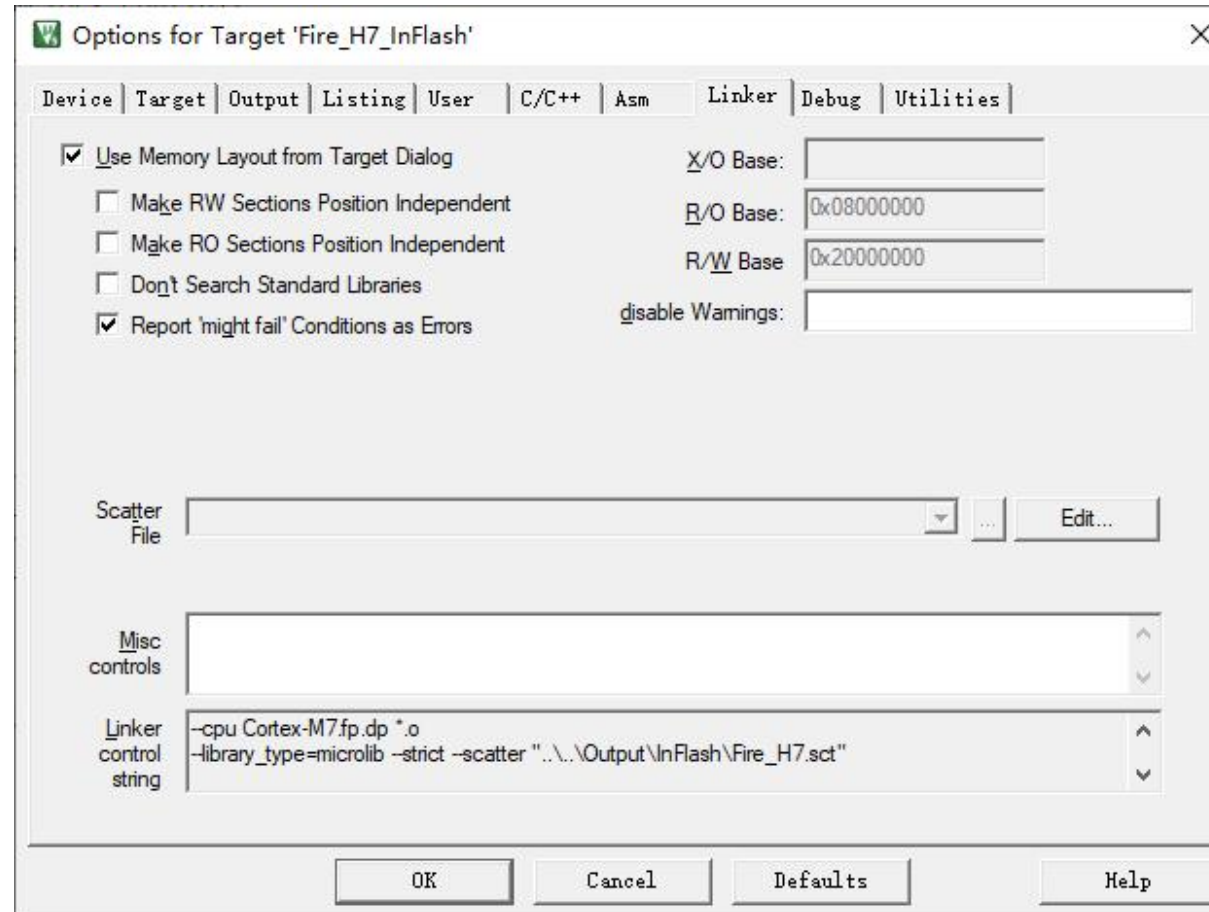 Options for Target 'Fire_H7_InFlash'
Device Target Output Listing User C/C++ Asm Linker Debug Utilities
Use Memory Layout from Target Dialog
X/O Base:
Make RW Sections Position Independent
R/O Base: 0x08000000
Make RO Sections Position Independent
R/W Base 0x20000000
Don't Search Standard Libraries
disable Warnings:
Report 'might fail' Conditions as Errors
Scatter
File
...
Edit...
Misc
controls
Linker
control
string
--cpu Cortex-M7.fp.dp *.o
--library_type=microlib --strict --scatter "..\..\Output\InFlash\Fire_H7.sct"
OK Cancel Defaults Help